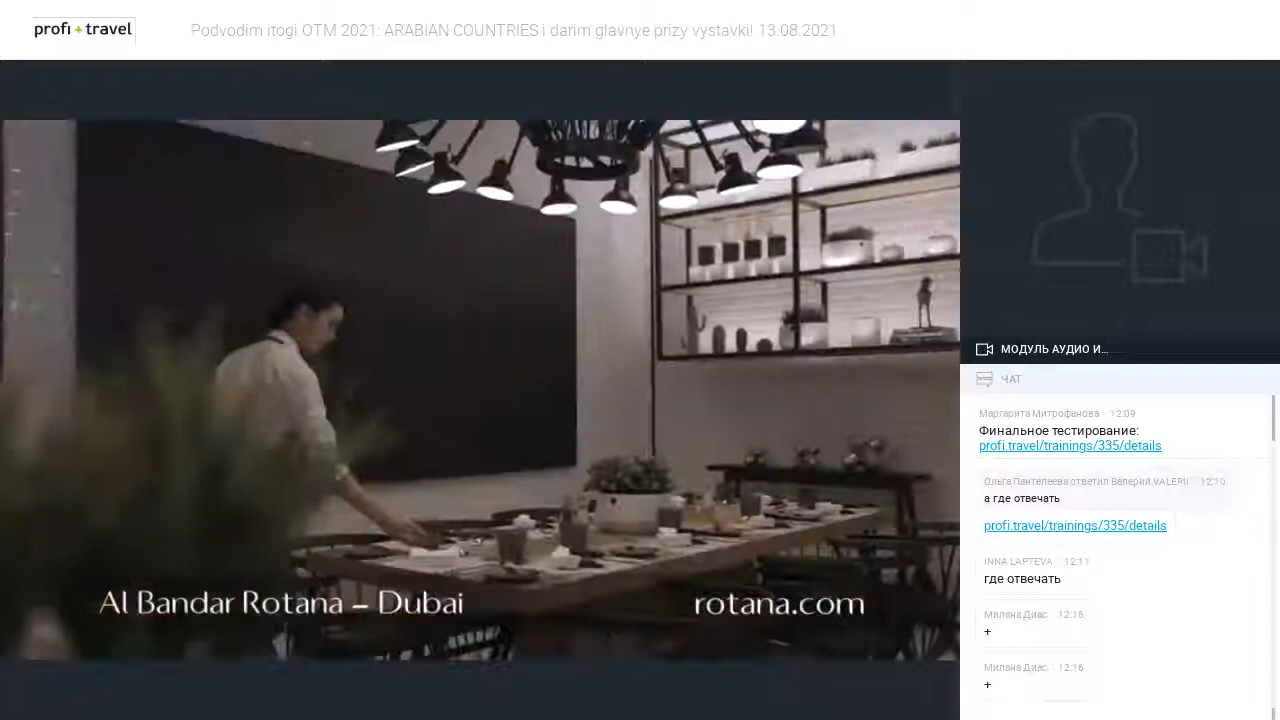 profi + travel
Podvodim itogi OTM 2021: ARABIAN COUNTRIES i darim glavnye prizy vystavki! 13.08.2021
Al Bandar Rotana – Dubai
rotana.com
МОДУЛЬ АУДИО И...
ЧАТ
Маргарита Митрофанова 12:09
Финальное тестирование:
profi.travel/trainings/335/details
Ольга Пантелеева ответил Валерий VALERII 12:10
а где отвечать
profi.travel/trainings/335/details
INNA LAPTEVA 12:11
где отвечать
Милана Диас 12:16
+
Милана Диас 12:16
+